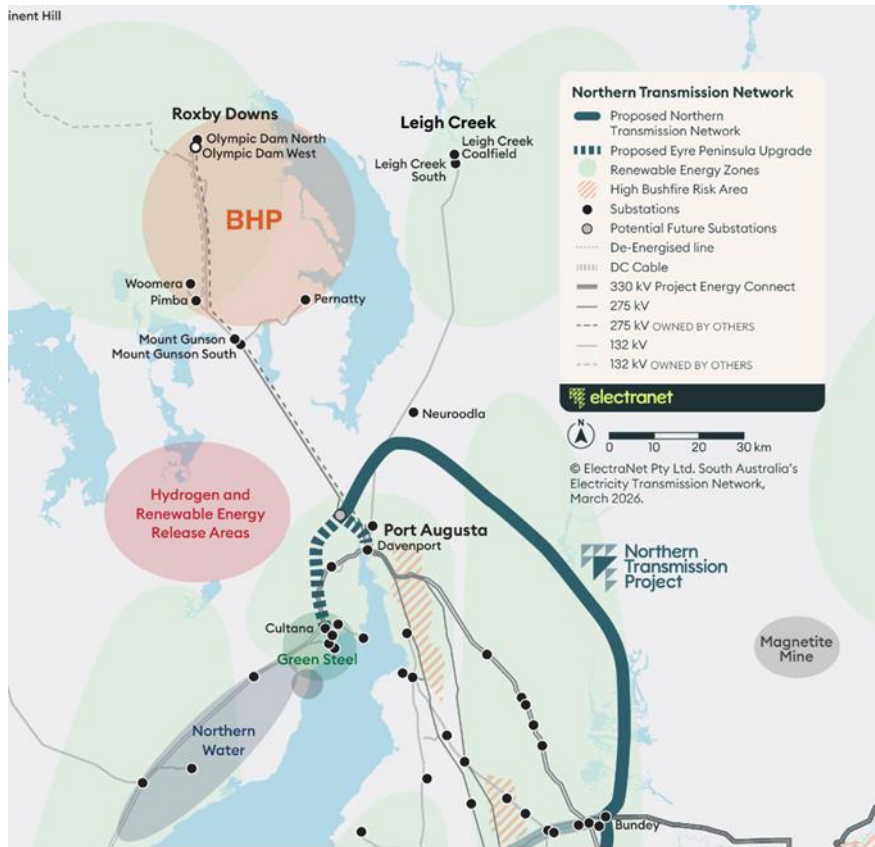 inent Hill
Roxby Downs
Olympic Dam North
Olympic Dam West
BHP
Woomera
Pimba
Pernatty
Mount Gunson
Mount Gunson South
Leigh Creek
Leigh Creek
Coalfield
Leigh Creek
South
Neuroodla
Hydrogen and
Renewable Energy
Release Areas
Port Augusta
Davenport
Cultana
Green Steel
Northern
Water
Bundey
Magnetite
Mine
Northern Transmission Network
Proposed Northern
Transmission Network
Proposed Eyre Peninsula Upgrade
Renewable Energy Zones
High Bushfire Risk Area
Substations
Potential Future Substations
De-Energised line
DC Cable
330 kV Project Energy Connect
275 kV
275 kV OWNED BY OTHERS
132 kV
132 kV OWNED BY OTHERS
electranet
N
0 10 20 30 km
© ElectraNet Pty Ltd. South Australia's
Electricity Transmission Network,
March 2026.
Northern
Transmission
Project